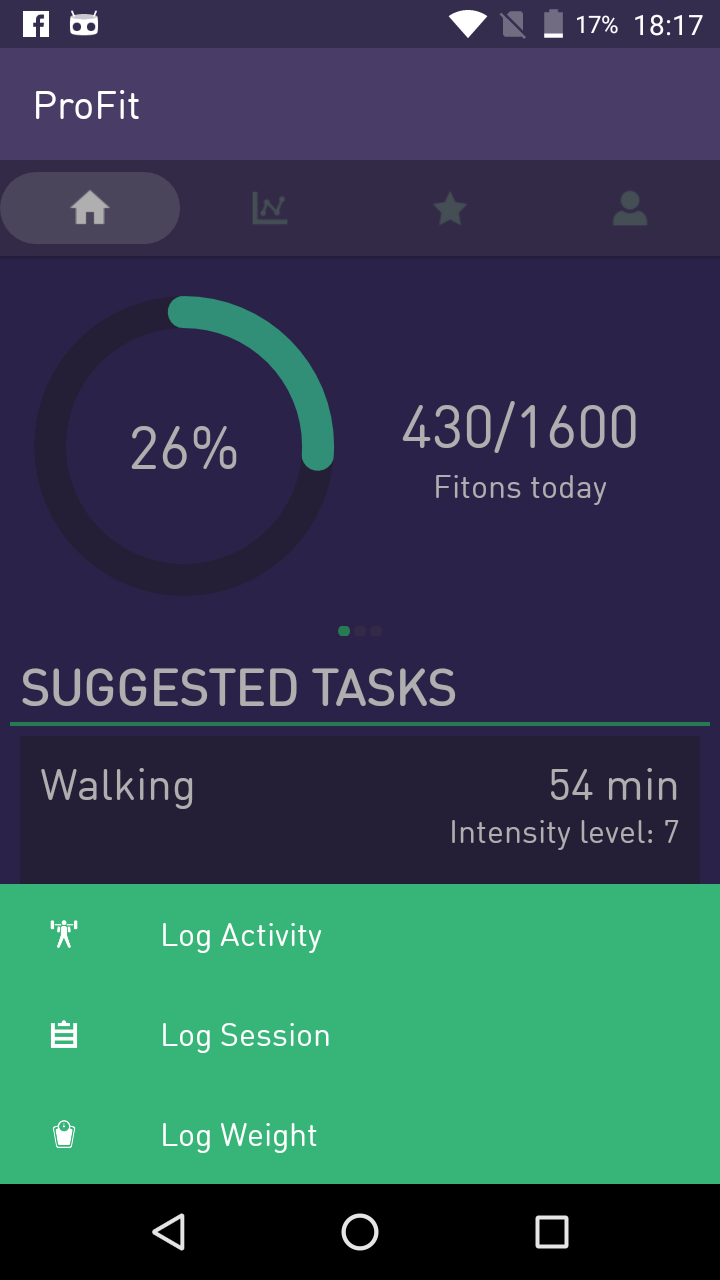 17% 18:17
ProFit
26%
430/1600
Fitons today
SUGGESTED TASKS
Walking 54 min
Intensity level: 7
Log Activity
Log Session
Log Weight